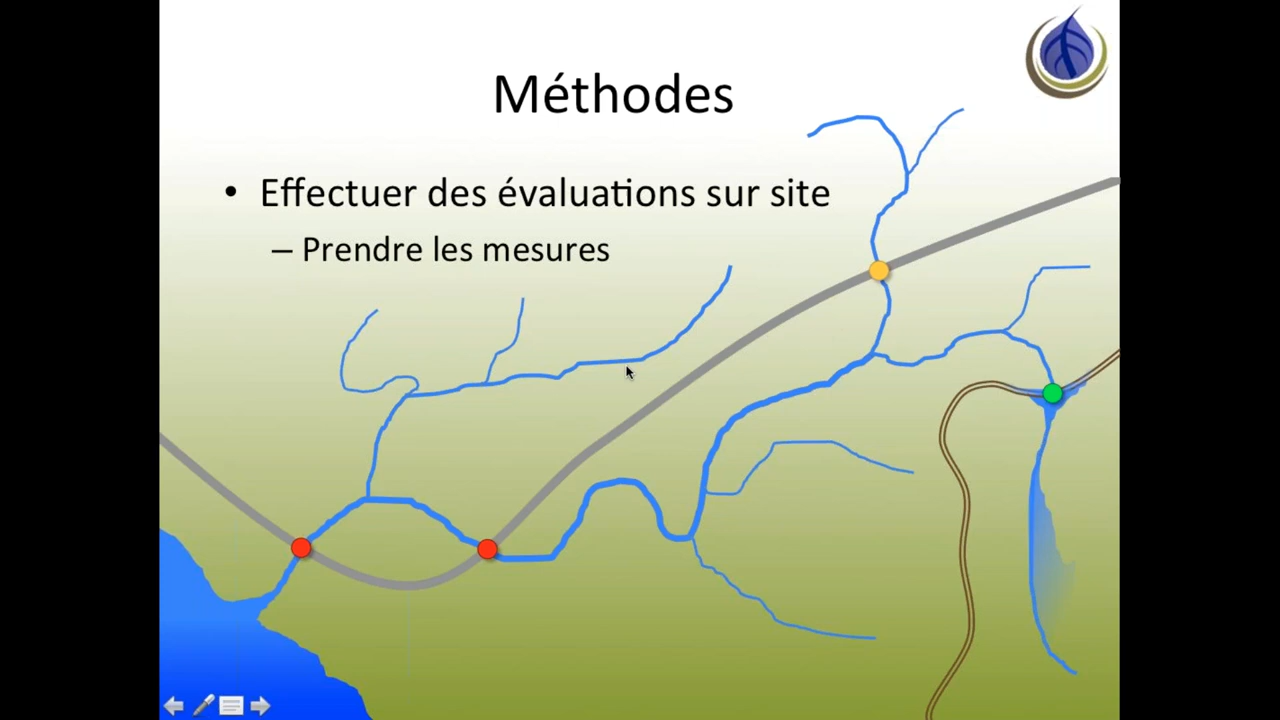 Méthodes
• Effectuer des évaluations sur site
– Prendre les mesures